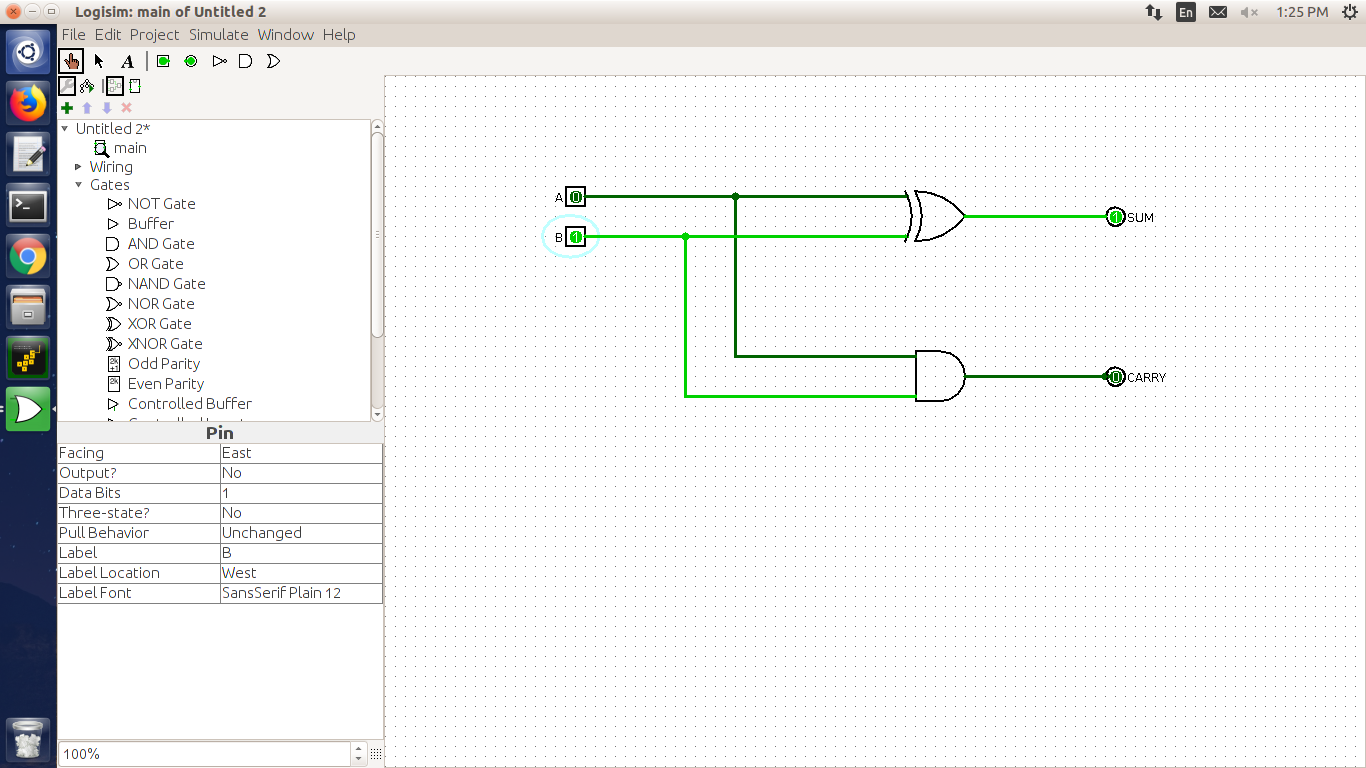 Logisim: main of Untitled 2
En
1:25 PM
File Edit Project Simulate Window Help
A
Untitled 2*
main
Wiring
Gates
NOT Gate
Buffer
AND Gate
OR Gate
NAND Gate
NOR Gate
XOR Gate
XNOR Gate
Odd Parity
Even Parity
Controlled Buffer
Pin
Facing East
Output? No
Data Bits 1
Three-state? No
Pull Behavior Unchanged
Label B
Label Location West
Label Font SansSerif Plain 12
100%
A 0
B 1
1 SUM
0 CARRY